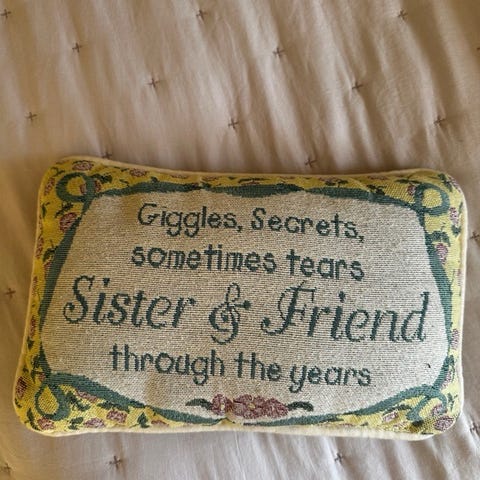 Giggles, Secrets,
sometimes tears
Sister & Friend
through the years